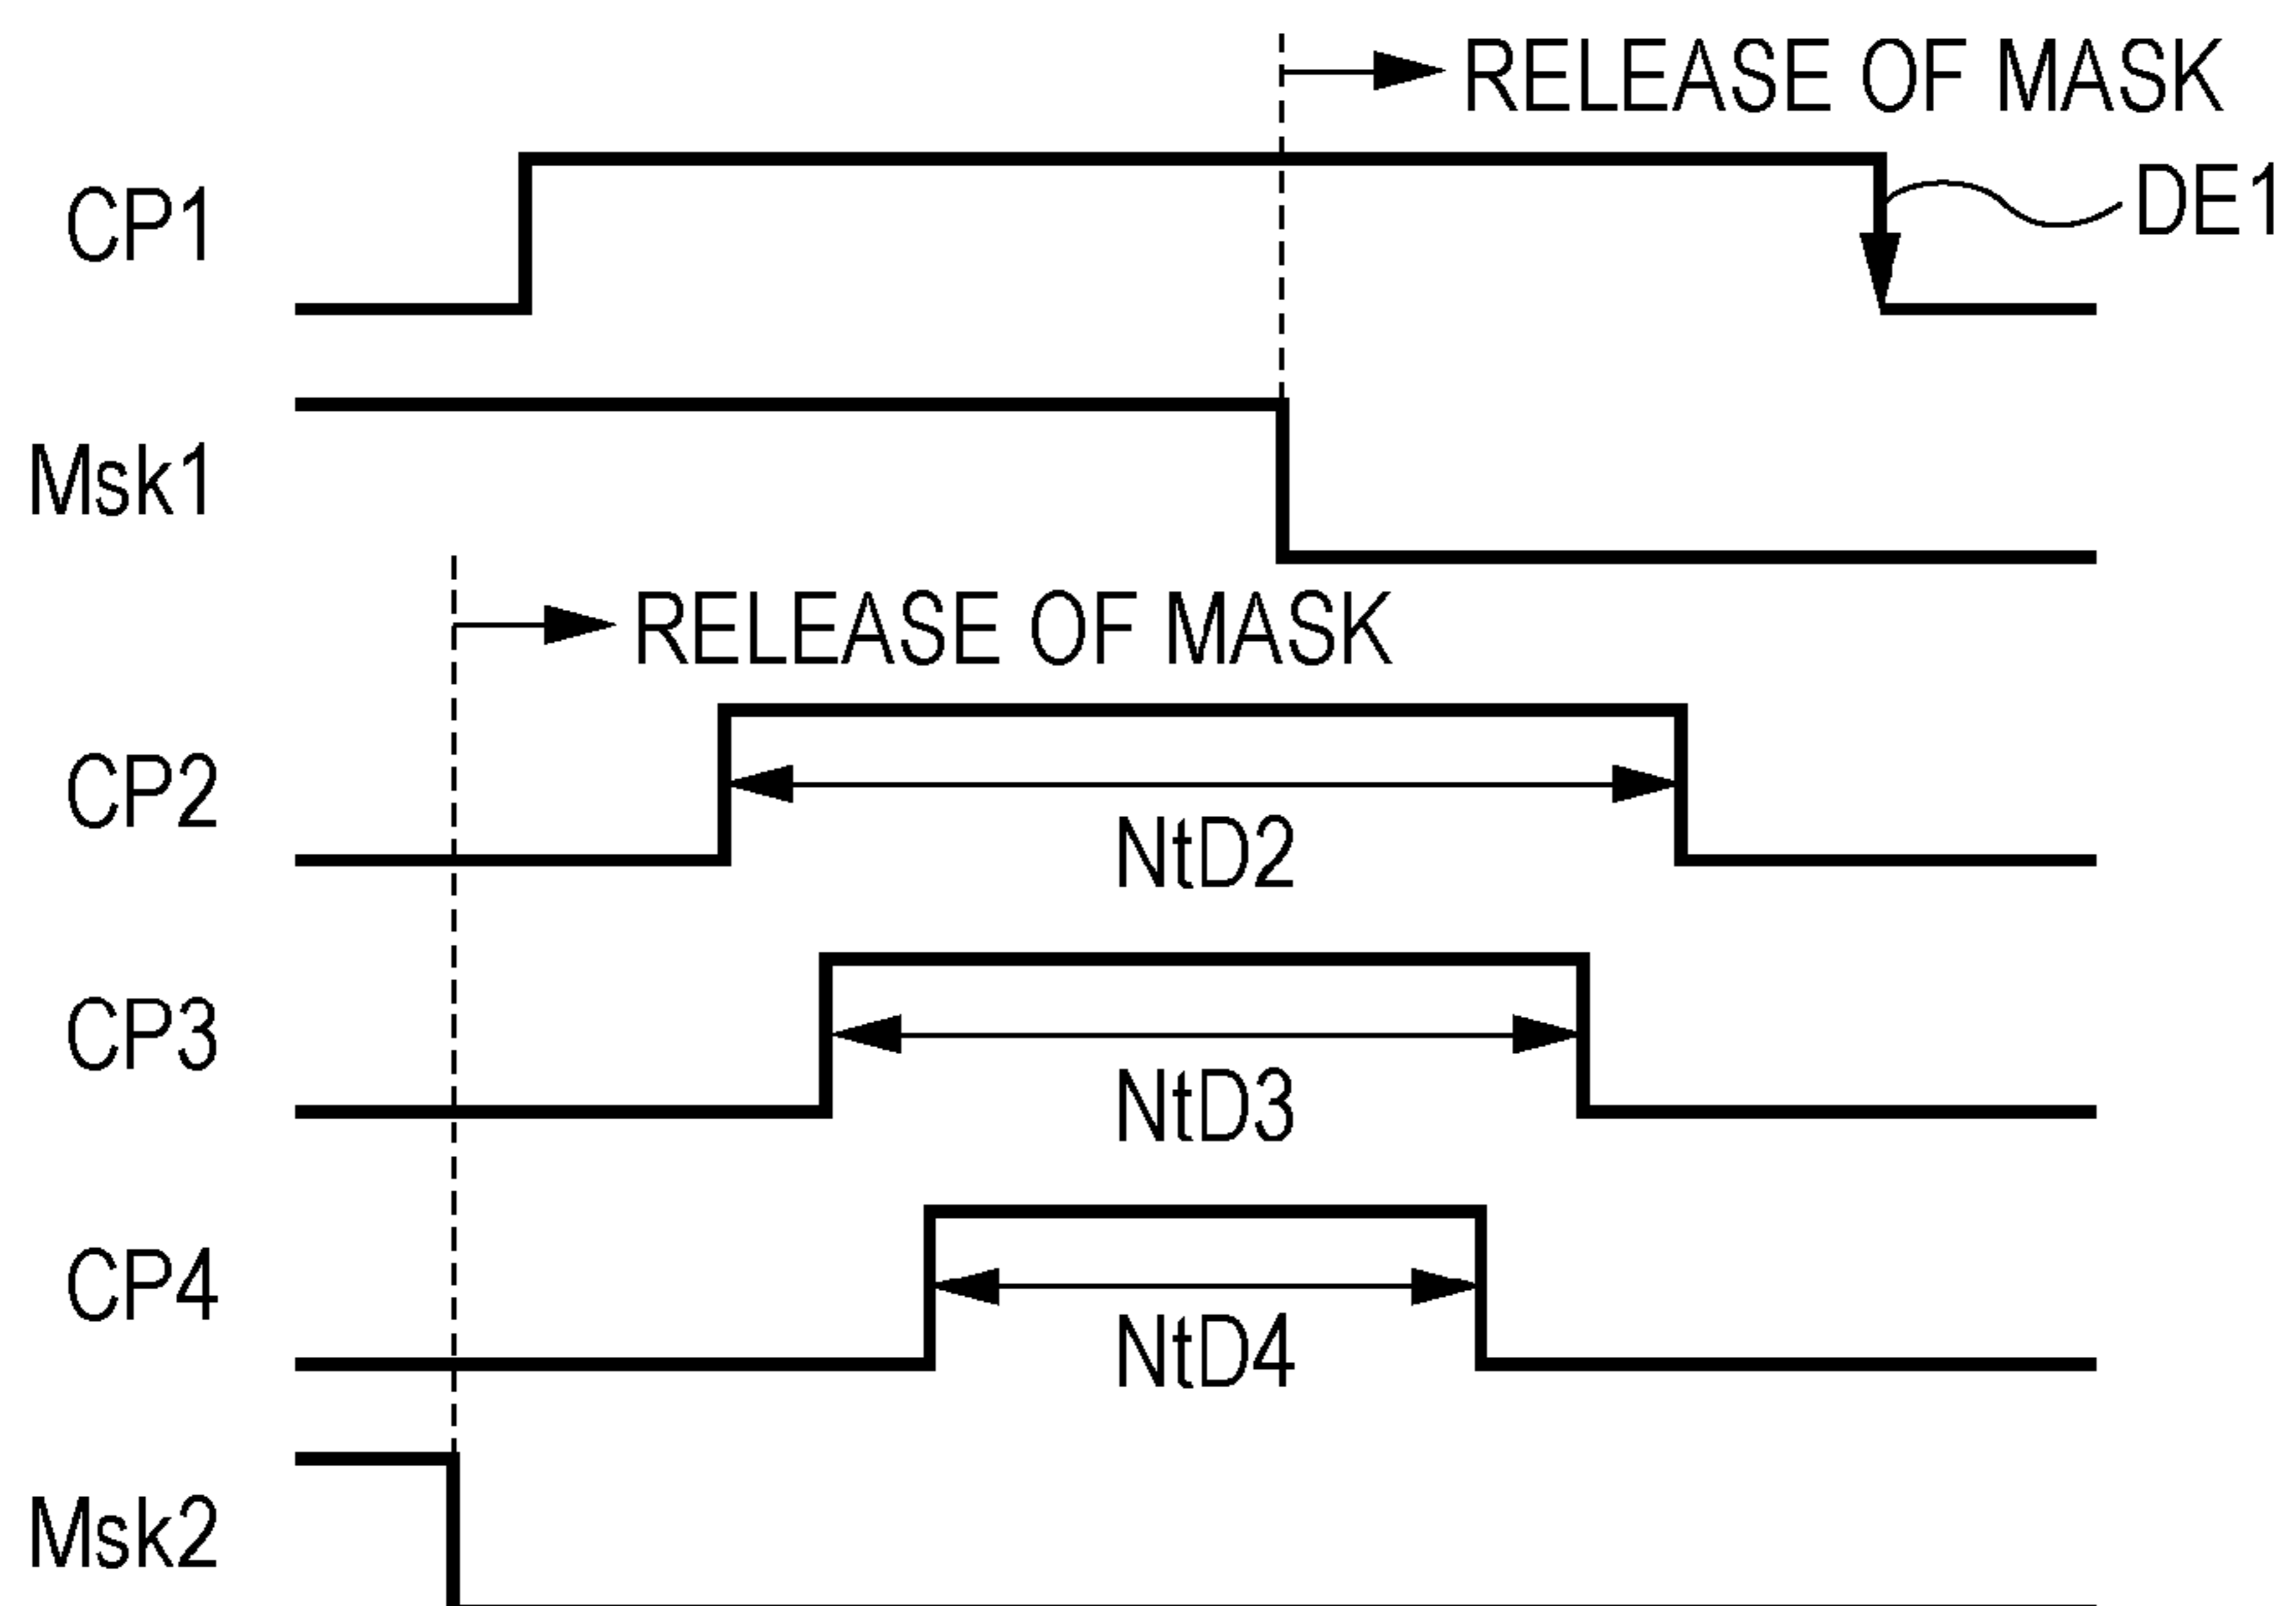 RELEASE OF MASK
CP1
DE1
Msk1
RELEASE OF MASK
CP2
NtD2
CP3
NtD3
CP4
NtD4
Msk2